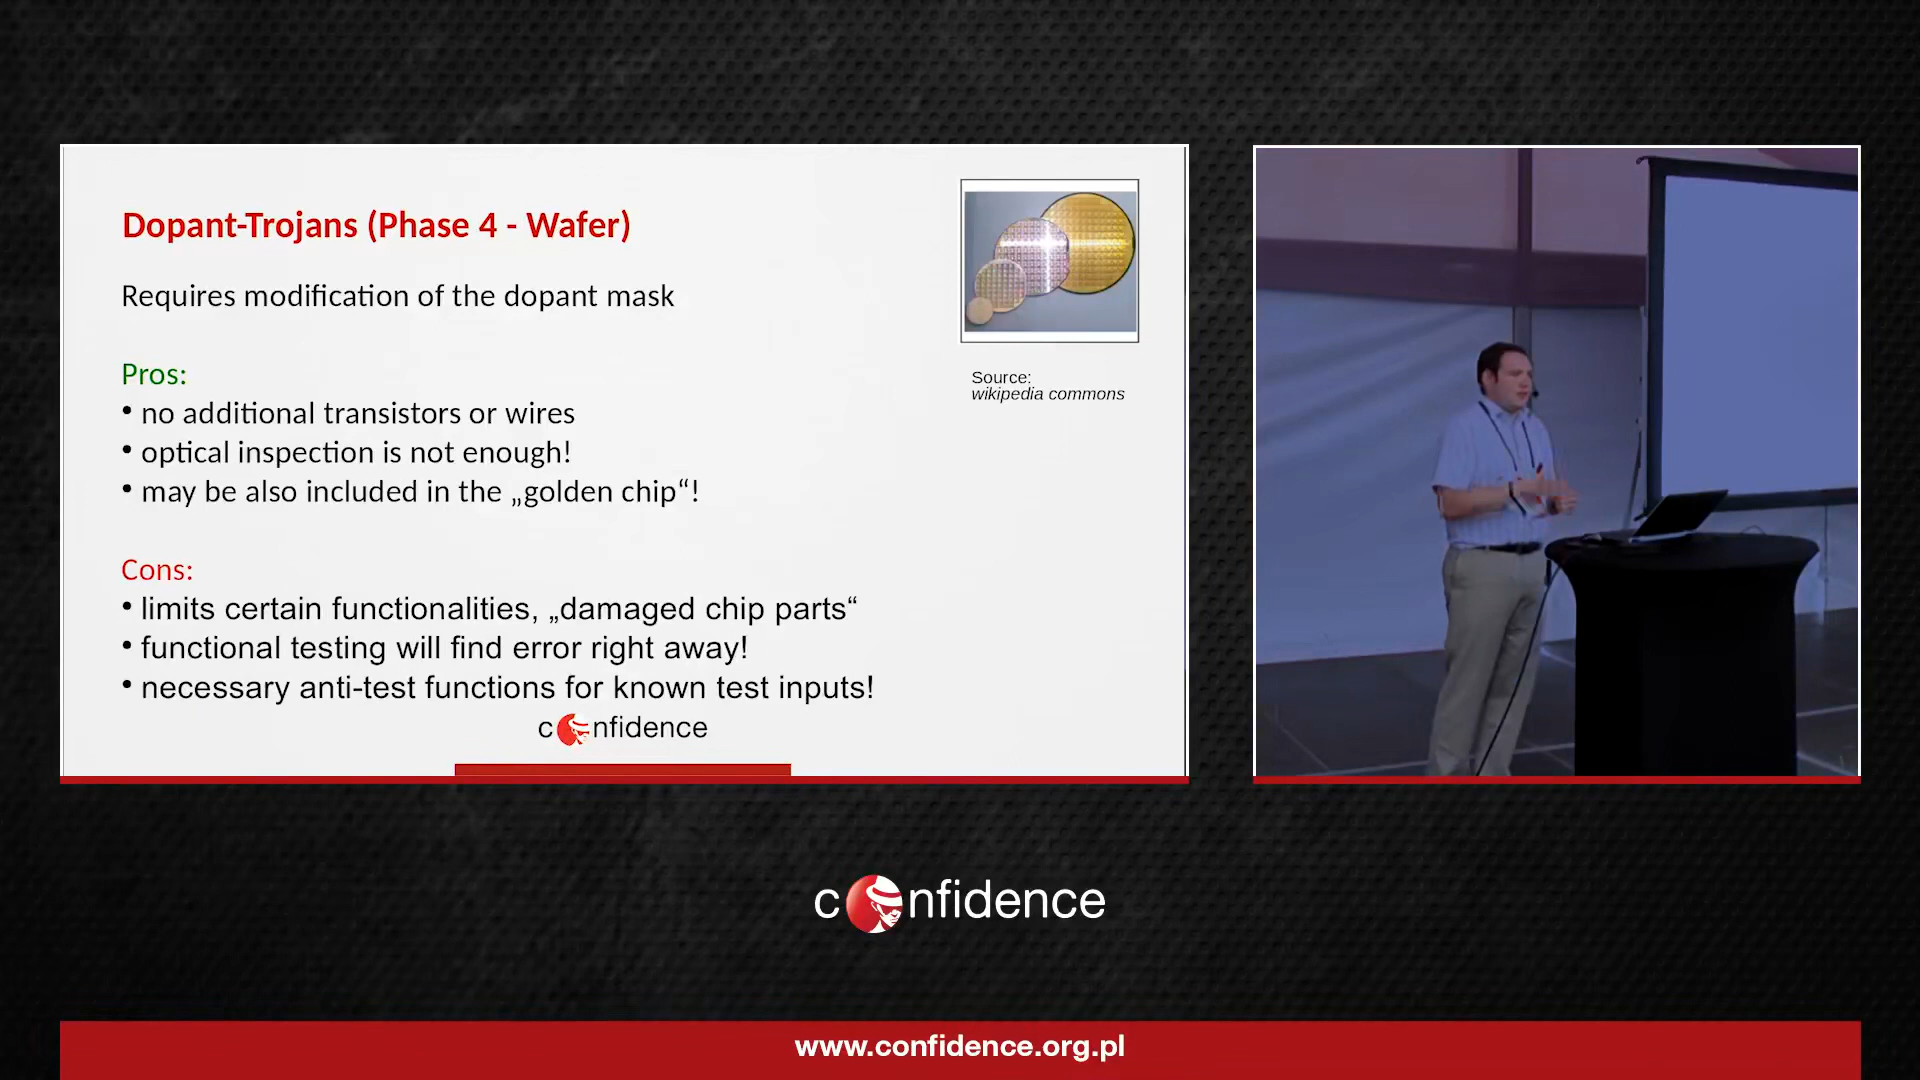 Dopant-Trojans (Phase 4 - Wafer)
Requires modification of the dopant mask
Pros:
• no additional transistors or wires
• optical inspection is not enough!
• may be also included in the „golden chip“!
Cons:
• limits certain functionalities, „damaged chip parts“
• functional testing will find error right away!
• necessary anti-test functions for known test inputs!
Source:
wikipedia commons
confidence
confidence
www.confidence.org.pl